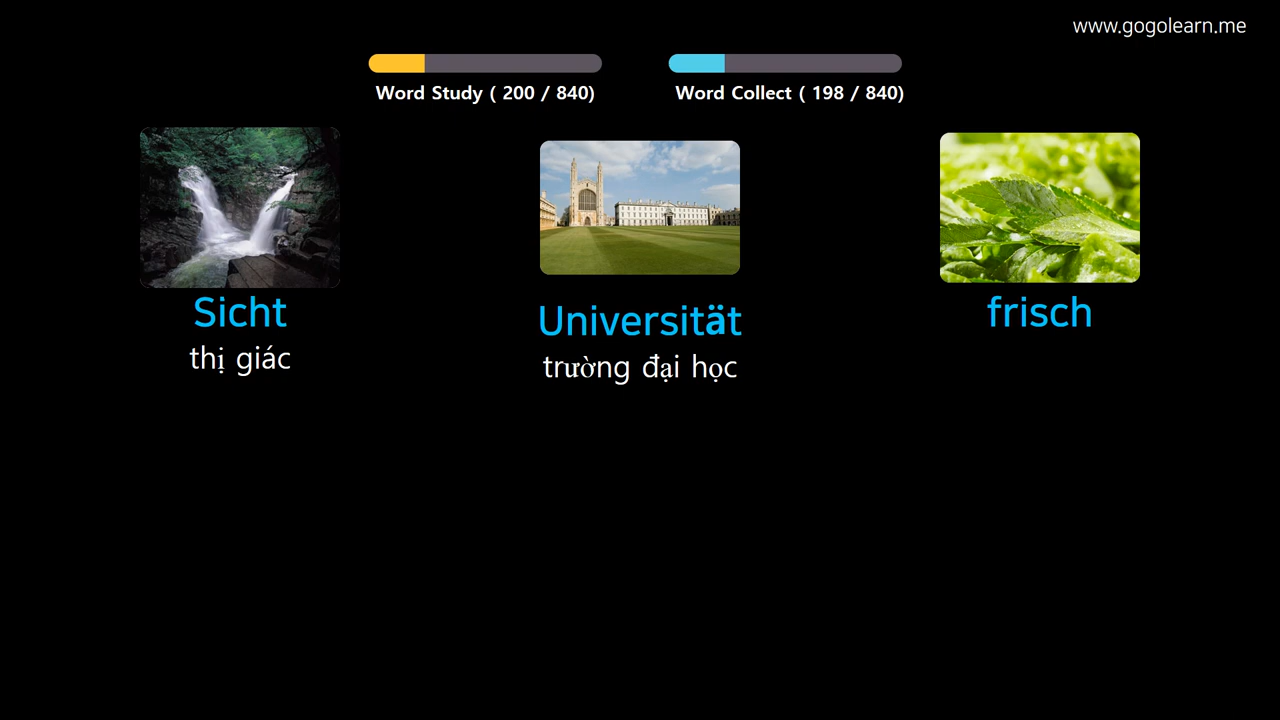 www.gogolearn.me
Word Study ( 200 / 840)
Word Collect ( 198 / 840)
Sicht
thị giác
Universität
trường đại học
frisch